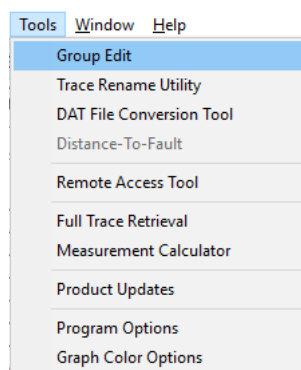 Tools Window Help
Group Edit
Trace Rename Utility
DAT File Conversion Tool
Distance-To-Fault
Remote Access Tool
Full Trace Retrieval
Measurement Calculator
Product Updates
Program Options
Graph Color Options